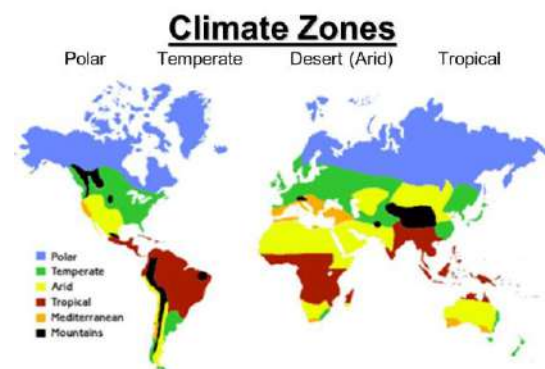 Climate Zones
Polar Temperate Desert (Arid) Tropical
Polar
Temperate
Arid
Tropical
Mediterranean
Mountains